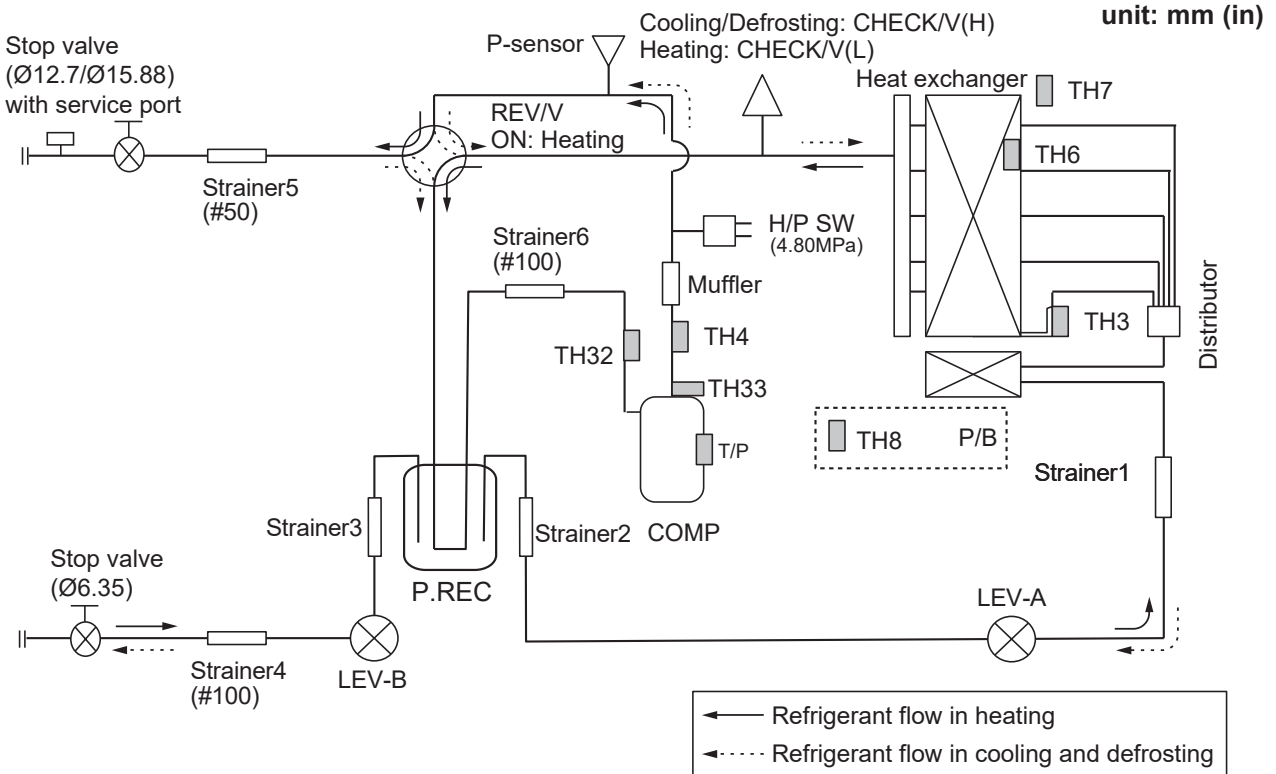 unit: mm (in)
Cooling/Defrosting: CHECK/V(H)
Heating: CHECK/V(L)
P-sensor
Stop valve
(Ø12.7/Ø15.88)
with service port
Heat exchanger
TH7
REV/V
ON: Heating
TH6
Strainer5
(#50)
H/P SW
(4.80MPa)
Strainer6
(#100)
Muffler
TH4
TH3
Distributor
TH32
TH33
TH8
P/B
T/P
Strainer1
Strainer3
Strainer2
COMP
Stop valve
(Ø6.35)
P.REC
LEV-A
Strainer4
(#100)
LEV-B
Refrigerant flow in heating
Refrigerant flow in cooling and defrosting